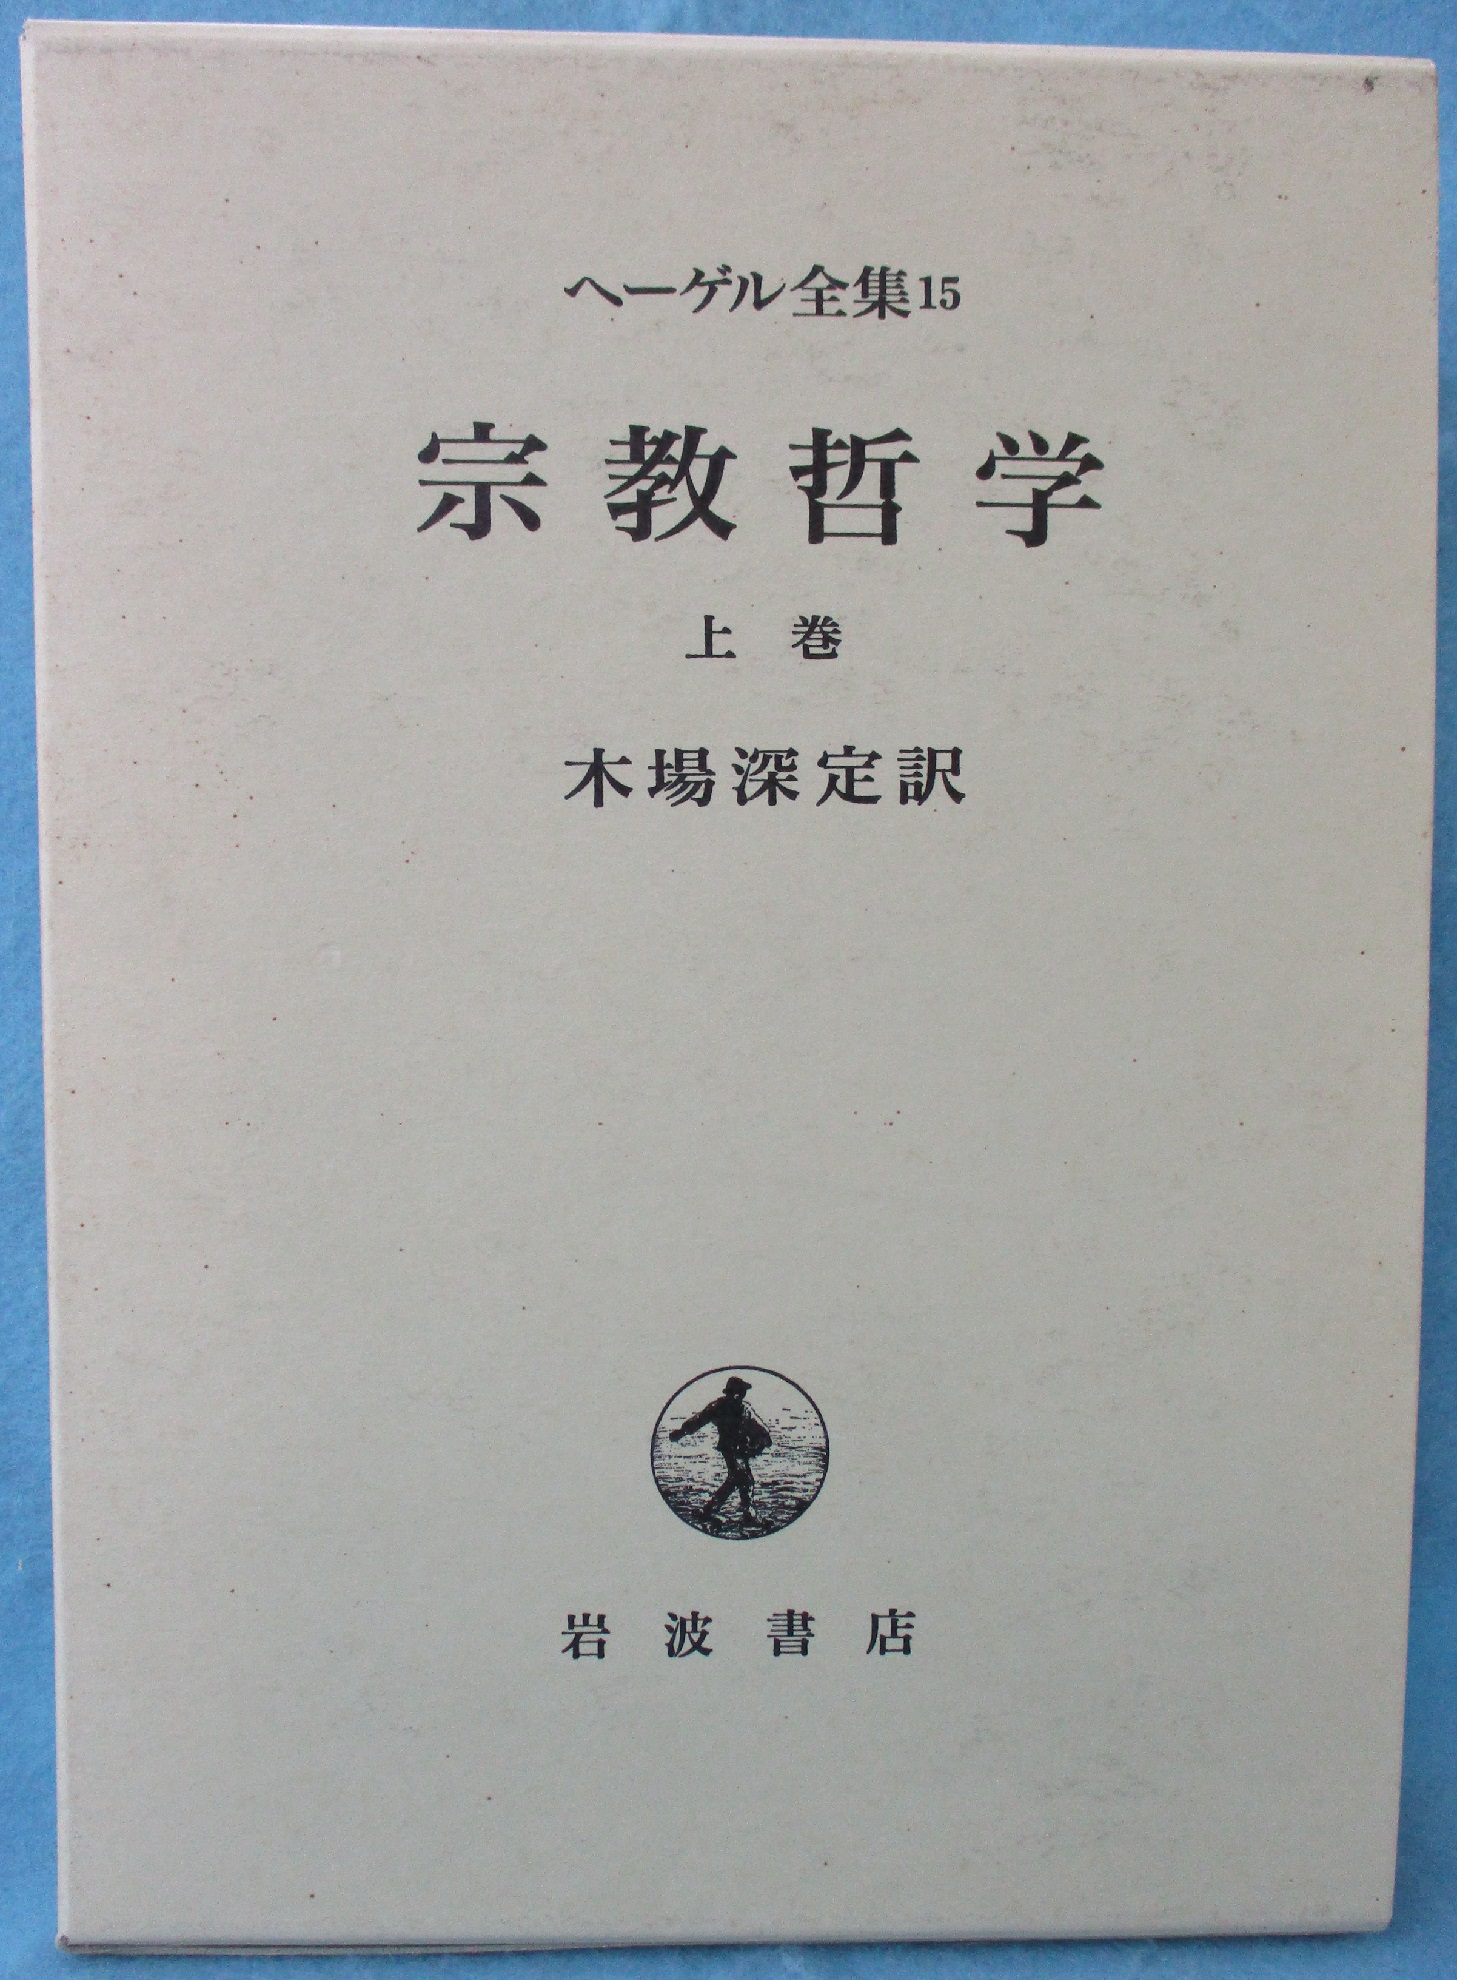 ヘーゲル全集15
宗教哲学
上巻
木場深定訳
岩波書店